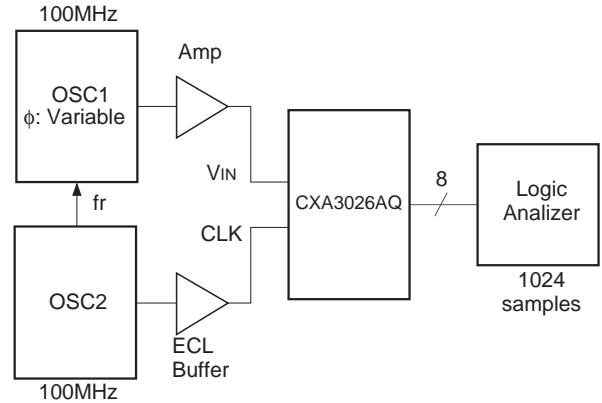 100MHz
OSC1
ϕ: Variable
Amp
fr
VIN
CLK
CXA3026AQ
8
Logic
Analizer
1024
samples
OSC2
ECL
Buffer
100MHz